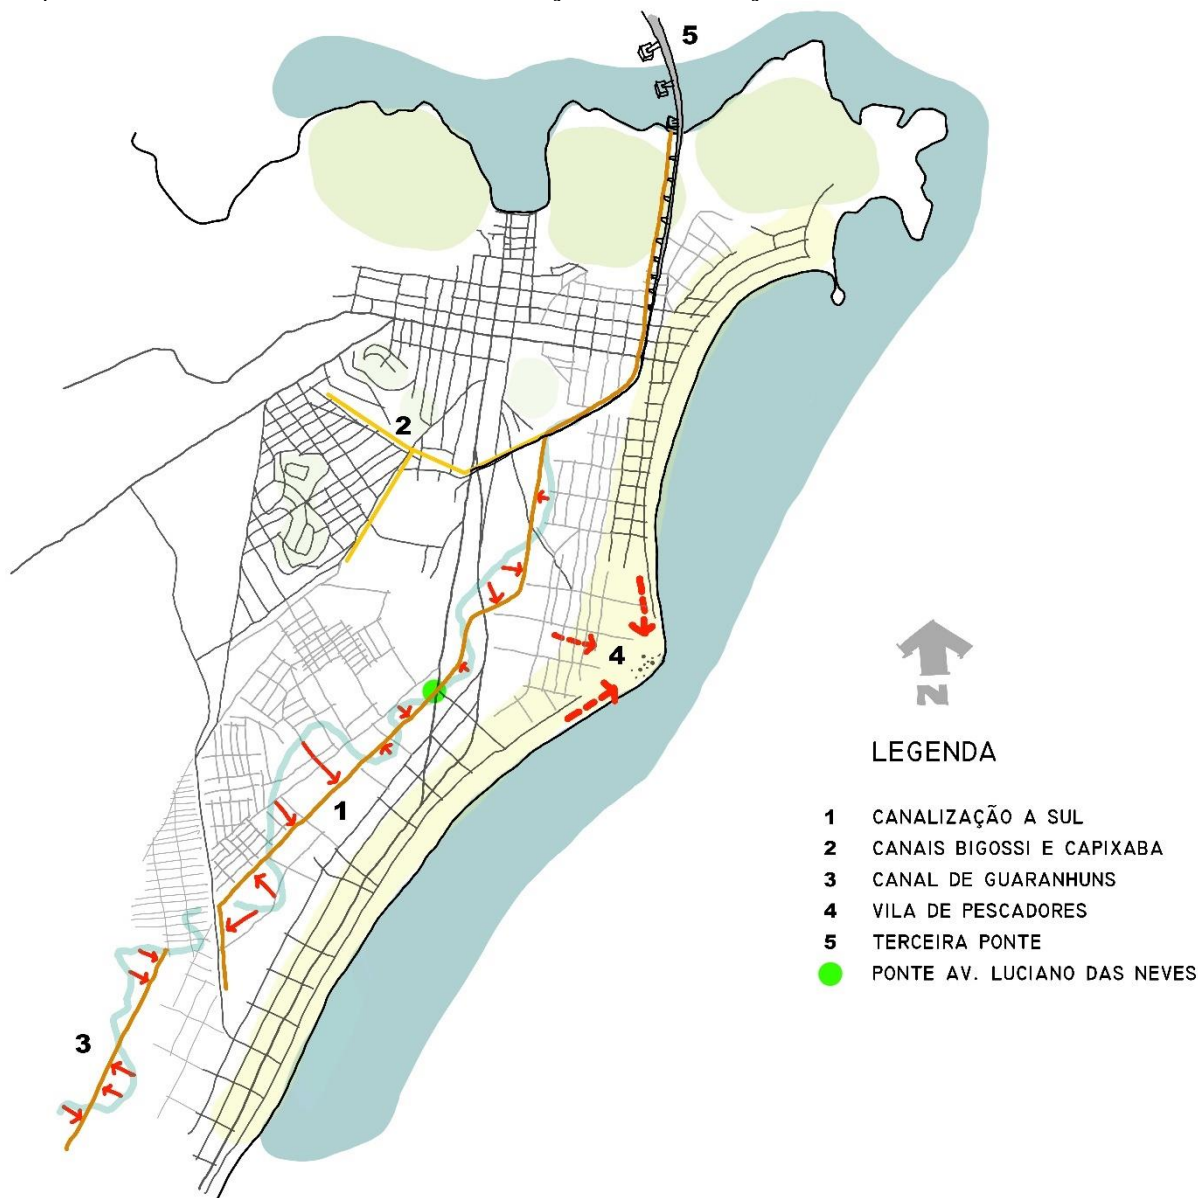 5
2
4
1
3
N
LEGENDA
1 CANALIZAÇÃO A SUL
2 CANAIS BIGOSSI E CAPIXABA
3 CANAL DE GUARANHUNS
4 VILA DE PESCADORES
5 TERCEIRA PONTE
PONTE AV. LUCIANO DAS NEVES